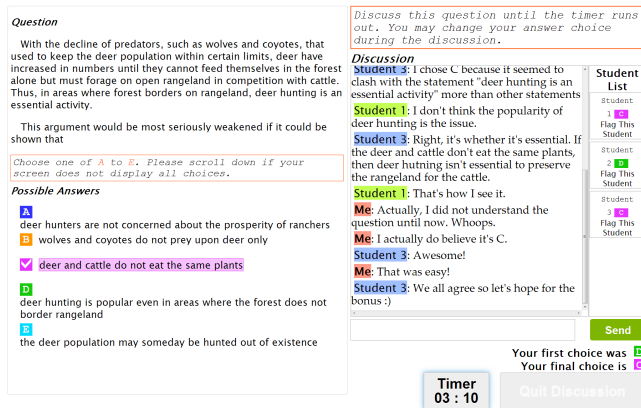 Question
With the decline of predators, such as wolves and coyotes, that
used to keep the deer population within certain limits, deer have
increased in numbers until they cannot feed themselves in the forest
alone but must forage on open rangeland in competition with cattle.
Thus, in areas where forest borders on rangeland, deer hunting is an
essential activity.
This argument would be most seriously weakened if it could be
shown that
Choose one of A to E. Please scroll down if your
screen does not display all choices.
Possible Answers
A
deer hunters are not concerned about the prosperity of ranchers
B wolves and coyotes do not prey upon deer only
deer and cattle do not eat the same plants
D
deer hunting is popular even in areas where the forest does not
border rangeland
E
the deer population may someday be hunted out of existence
Discuss this question until the timer runs
out. You may change your answer choice
during the discussion.
Discussion
Student 3: I chose C because it seemed to
clash with the statement "deer hunting is an
essential activity" more than other statements
Student 1: I don't think the popularity of
deer hunting is the issue.
Student 3: Right, it's whether it's essential. If
the deer and cattle don't eat the same plants,
then deer hutning isn't essential to preserve
the rangeland for the cattle.
Student 1: That's how I see it.
Me: Actually, I did not understand the
question until now. Whoops.
Me: I actually do believe it's C.
Student 3: Awesome!
Me: That was easy!
Student 3: We all agree so let's hope for the
bonus :)
Student
List
Student
1 C
Flag This
Student
Student
2 D
Flag This
Student
Student
3 C
Flag This
Student
Send
Your first choice was D
Your final choice is C
Timer
03 : 10
Quit Discussion